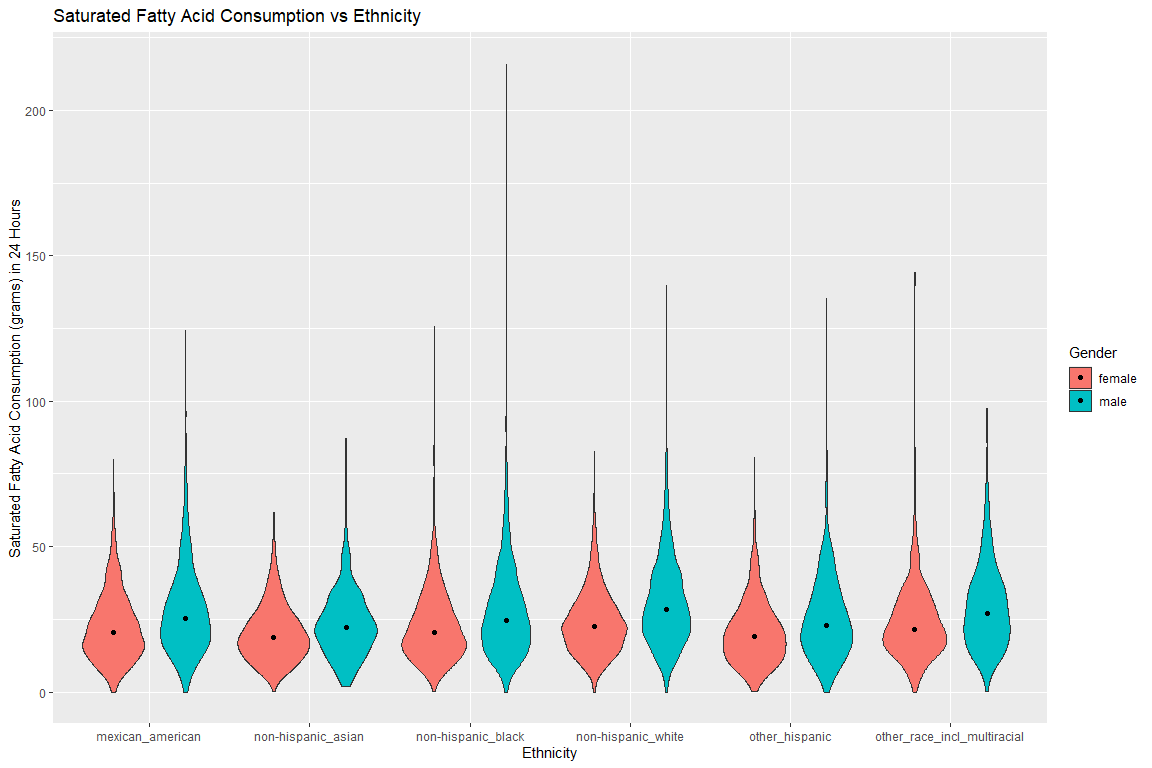 Saturated Fatty Acid Consumption vs Ethnicity
Saturated Fatty Acid Consumption (grams) in 24 Hours
200
150
100
50
0
mexican_american
non-hispanic_asian
non-hispanic_black
non-hispanic_white
other_hispanic
other_race_incl_multiracial
Ethnicity
Gender
female
male